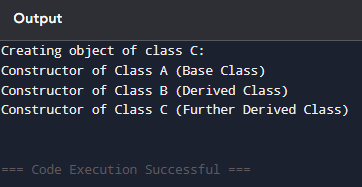 Output
Creating object of class C:
Constructor of Class A (Base Class)
Constructor of Class B (Derived Class)
Constructor of Class C (Further Derived Class)
=== Code Execution Successful ===